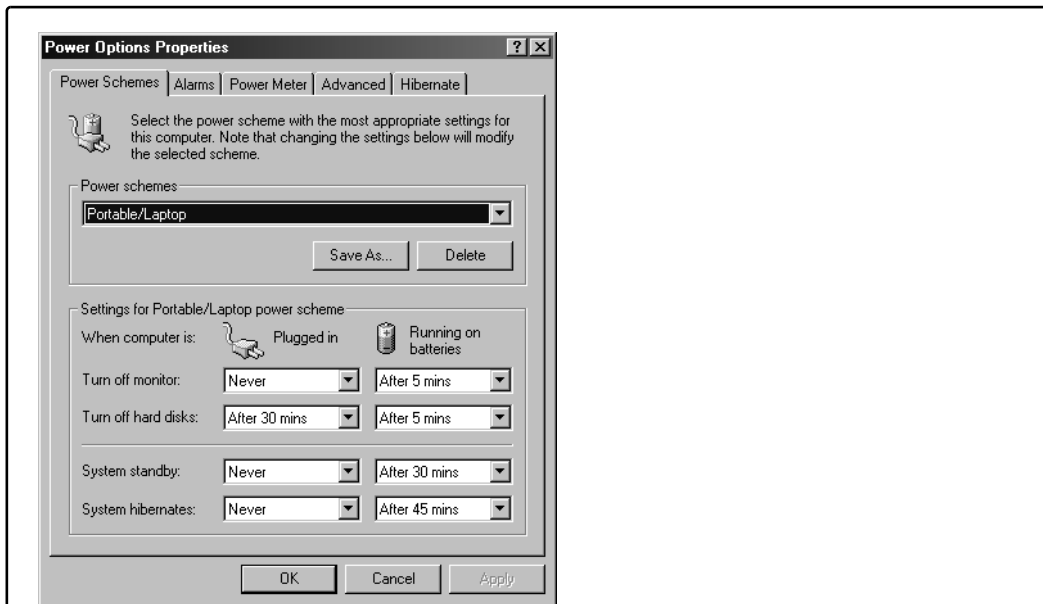 Power Options Properties
Power Schemes Alarms Power Meter Advanced Hibernate
Select the power scheme with the most appropriate settings for
this computer. Note that changing the settings below will modify
the selected scheme.
Power schemes
Portable/Laptop
Save As... Delete
Settings for Portable/Laptop power scheme
When computer is: Plugged in Running on
batteries
Turn off monitor: Never After 5 mins
Turn off hard disks: After 30 mins After 5 mins
System standby: Never After 30 mins
System hibernates: Never After 45 mins
OK Cancel Apply